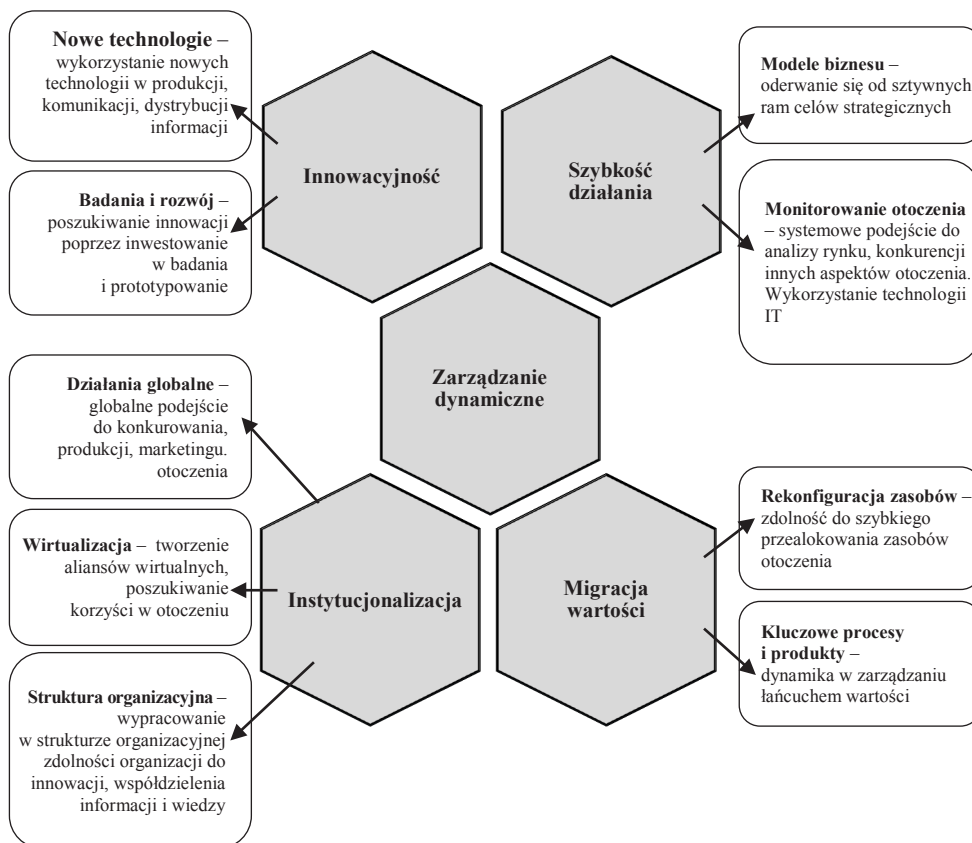 Nowe technologie –
wykorzystanie nowych
technologii w produkcji,
komunikacji, dystrybucji
informacji
Badania i rozwój –
poszukiwanie innowacji
poprzez inwestowanie
w badania
i prototypowanie
Innowacyjność
Szybkość
działania
Modele biznesu –
oderwanie się od sztywnych
ram celów strategicznych
Monitorowanie otoczenia
– systemowe podejście do
analizy rynku, konkurencji
innych aspektów otoczenia.
Wykorzystanie technologii
IT
Zarządzanie
dynamiczne
Działania globalne –
globalne podejście
do konkurowania,
produkcji, marketingu.
otoczenia
Wirtualizacja – tworzenie
aliansów wirtualnych,
poszukiwanie
korzyści w otoczeniu
Struktura organizacyjna –
wypracowanie
w strukturze organizacyjnej
zdolności organizacji do
innowacji, współdzielenia
informacji i wiedzy
Instytucjonalizacja
Migracja
wartości
Rekonfiguracja zasobów –
zdolność do szybkiego
przealokowania zasobów
otoczenia
Kluczowe procesy
i produkty –
dynamika w zarządzaniu
łańcuchem wartości